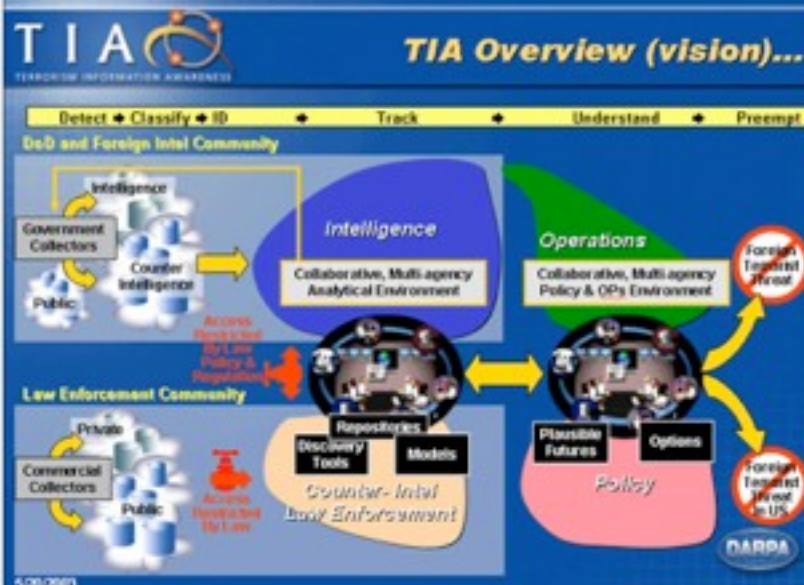 TIA
TERRORISM INFORMATION AWARENESS
TIA Overview (vision)...
Detect → Classify → ID → Track → Understand → Preempt
DoD and Foreign Intel Community
Intelligence
Government
Collectors
Counter
Intelligence
Public
Intelligence
Collaborative, Multi-agency
Analytical Environment
Operations
Collaborative, Multi-agency
Policy & OPs Environment
Foreign
Terrorist
Threat
Access
Restricted
By Law
Policy &
Regulation
Law Enforcement Community
Private
Commercial
Collectors
Public
Access
Restricted
By Law
Repositories
Discovery
Tools
Models
Counter- Intel
Law Enforcement
Plausible
Futures
Options
Policy
Foreign
Terrorist
Threat
in US
DARPA
5/20/2003